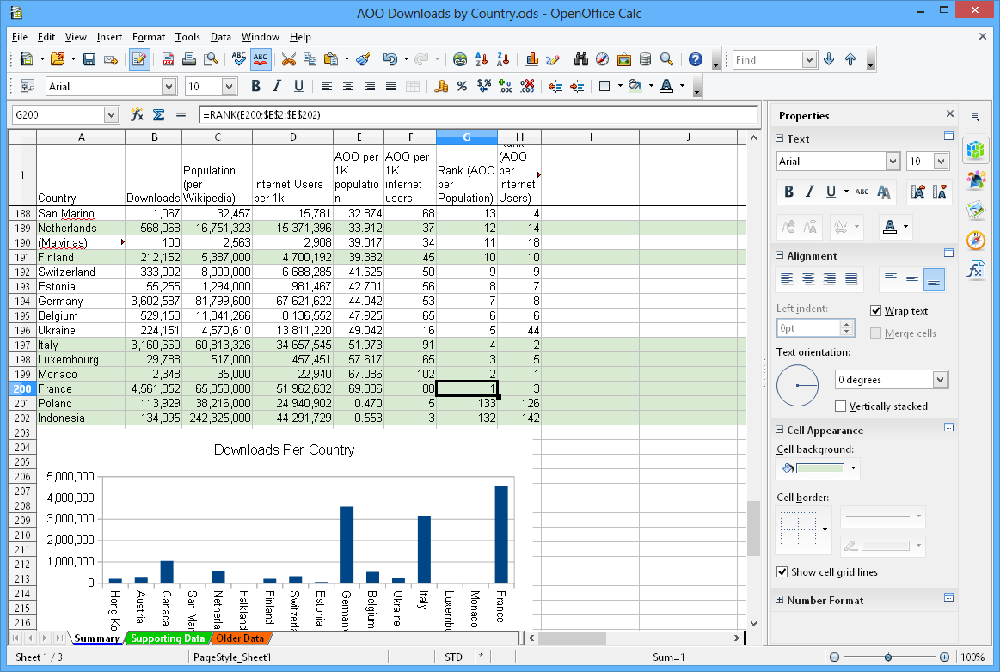 AOO Downloads by Country.ods - OpenOffice Calc
File Edit View Insert Format Tools Data Window Help
Find
Arial 10
G200 =RANK(E200;$E$2:$E$202)
A B C D E F G H I J
1 Country Downloads Population (per Wikipedia) Internet Users per 1k AOO per 1K population AOO per 1K internet users Rank (AOO per Population) Rank (AOO per Internet Users)
188 San Marino 1,067 32,457 15,781 32.874 68 13 4
189 Netherlands 568,068 16,751,323 15,371,396 33.912 37 12 14
190 (Malvinas) 100 2,563 2,908 39.017 34 11 18
191 Finland 212,152 5,387,000 4,700,192 39.382 45 10 10
192 Switzerland 333,002 8,000,000 6,688,285 41.625 50 9 9
193 Estonia 55,255 1,294,000 981,467 42.701 56 8 7
194 Germany 3,602,587 81,799,600 67,621,622 44.042 53 7 8
195 Belgium 529,150 11,041,266 8,136,552 47.925 65 6 6
196 Ukraine 224,151 4,570,610 13,811,220 49.042 16 5 44
197 Italy 3,160,660 60,813,326 34,657,545 51.973 91 4 2
198 Luxembourg 29,788 517,000 457,451 57.617 65 3 5
199 Monaco 2,348 35,000 22,940 67.086 102 2 1
200 France 4,561,852 65,350,000 51,962,632 69.806 88 1 3
201 Poland 113,929 38,216,000 24,940,902 0.470 5 133 126
202 Indonesia 134,095 242,325,000 44,291,729 0.553 3 132 142
203
204
205
206
207
208
209
210
211
212
213
214
215
216
Downloads Per Country
5,000,000
4,000,000
3,000,000
2,000,000
1,000,000
0
Hong Ko
Austria
Canada
San Mar
Netherla
Falkland
Finland
Switzerla
Estonia
Germany
Belgium
Ukraine
Italy
Luxembo
Monaco
France
Summary Supporting Data Older Data
Sheet 1 / 3 PageStyle_Sheet1 STD * Sum=1 100%
Properties
Text
Arial 10
Alignment
Left indent:
0pt
Wrap text
Merge cells
Text orientation:
0 degrees
Vertically stacked
Cell Appearance
Cell background:
Cell border:
Show cell grid lines
Number Format